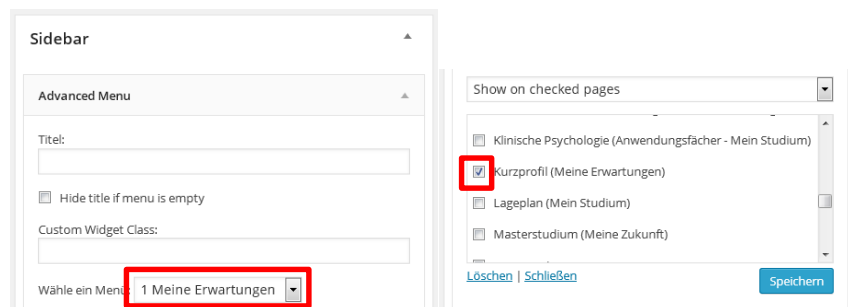 Sidebar
Advanced Menu
Titel:
Hide title if menu is empty
Custom Widget Class:
Wähle ein Menü:
1 Meine Erwartungen
Show on checked pages
Klinische Psychologie (Anwendungsfächer - Mein Studium)
Kurzprofil (Meine Erwartungen)
Lageplan (Mein Studium)
Masterstudium (Meine Zukunft)
Löschen | Schließen
Speichern